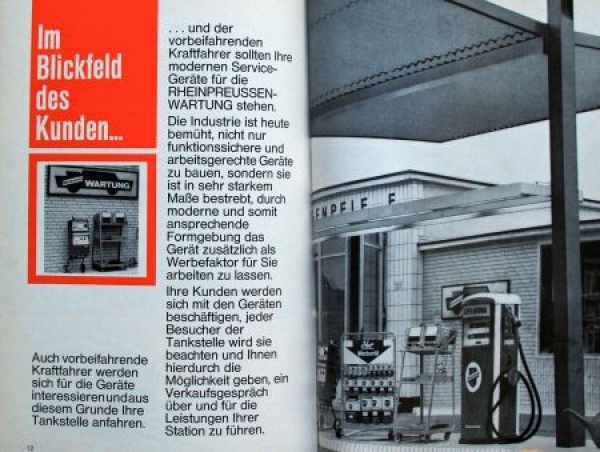 Im
Blickfeld
des
Kunden...
WARTUNG
Auch vorbeifahrende
Kraftfahrer werden
sich für die Geräte
interessieren und aus
diesem Grunde Ihre
Tankstelle anfahren.
12
... und der
vorbeifahrenden
Kraftfahrer sollten Ihre
modernen Service-
Geräte für die
RHEINPREUSSEN-
WARTUNG stehen.
Die Industrie ist heute
bemüht, nicht nur
funktionssichere und
arbeitsgerechte Geräte
zu bauen, sondern sie
ist in sehr starkem
Maße bestrebt, durch
moderne und somit
ansprechende
Formgebung das
Gerät zusätzlich als
Werbefaktor für Sie
arbeiten zu lassen.
Ihre Kunden werden
sich mit den Geräten
beschäftigen, jeder
Besucher der
Tankstelle wird sie
beachten und Ihnen
hierdurch die
Möglichkeit geben, ein
Verkaufsgespräch
über und für die
Leistungen Ihrer
Station zu führen.